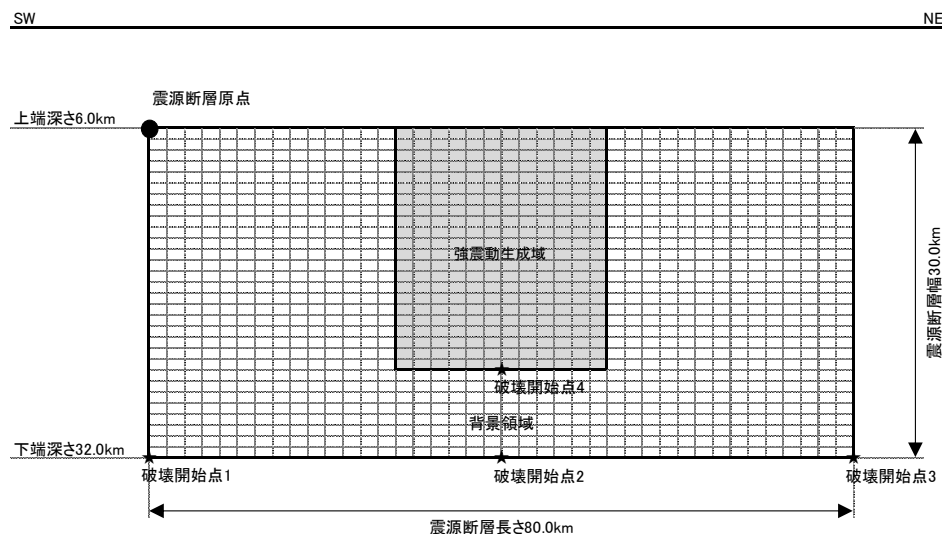 SW
NE
震源断層原点
上端深さ6.0km
強震動生成域
震源断層幅30.0km
破壊開始点4
背景領域
下端深さ32.0km
破壊開始点1
破壊開始点2
破壊開始点3
震源断層長さ80.0km